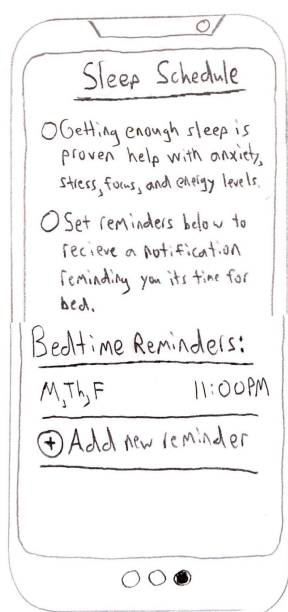 Sleep Schedule
Getting enough sleep is
proven help with anxiety,
stress, focus, and energy levels.
Set reminders below to
recieve a notification
reminding you its time for
bed.
Bedtime Reminders:
M,Th,F 11:00PM
+ Add new reminder